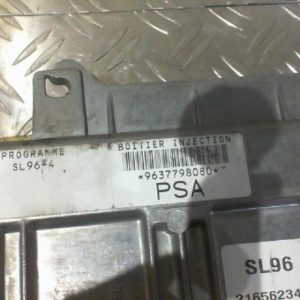 PROGRAMME
SL96-4
BOITIER INJECTION
*9637798080*
PSA
SL96
21656234